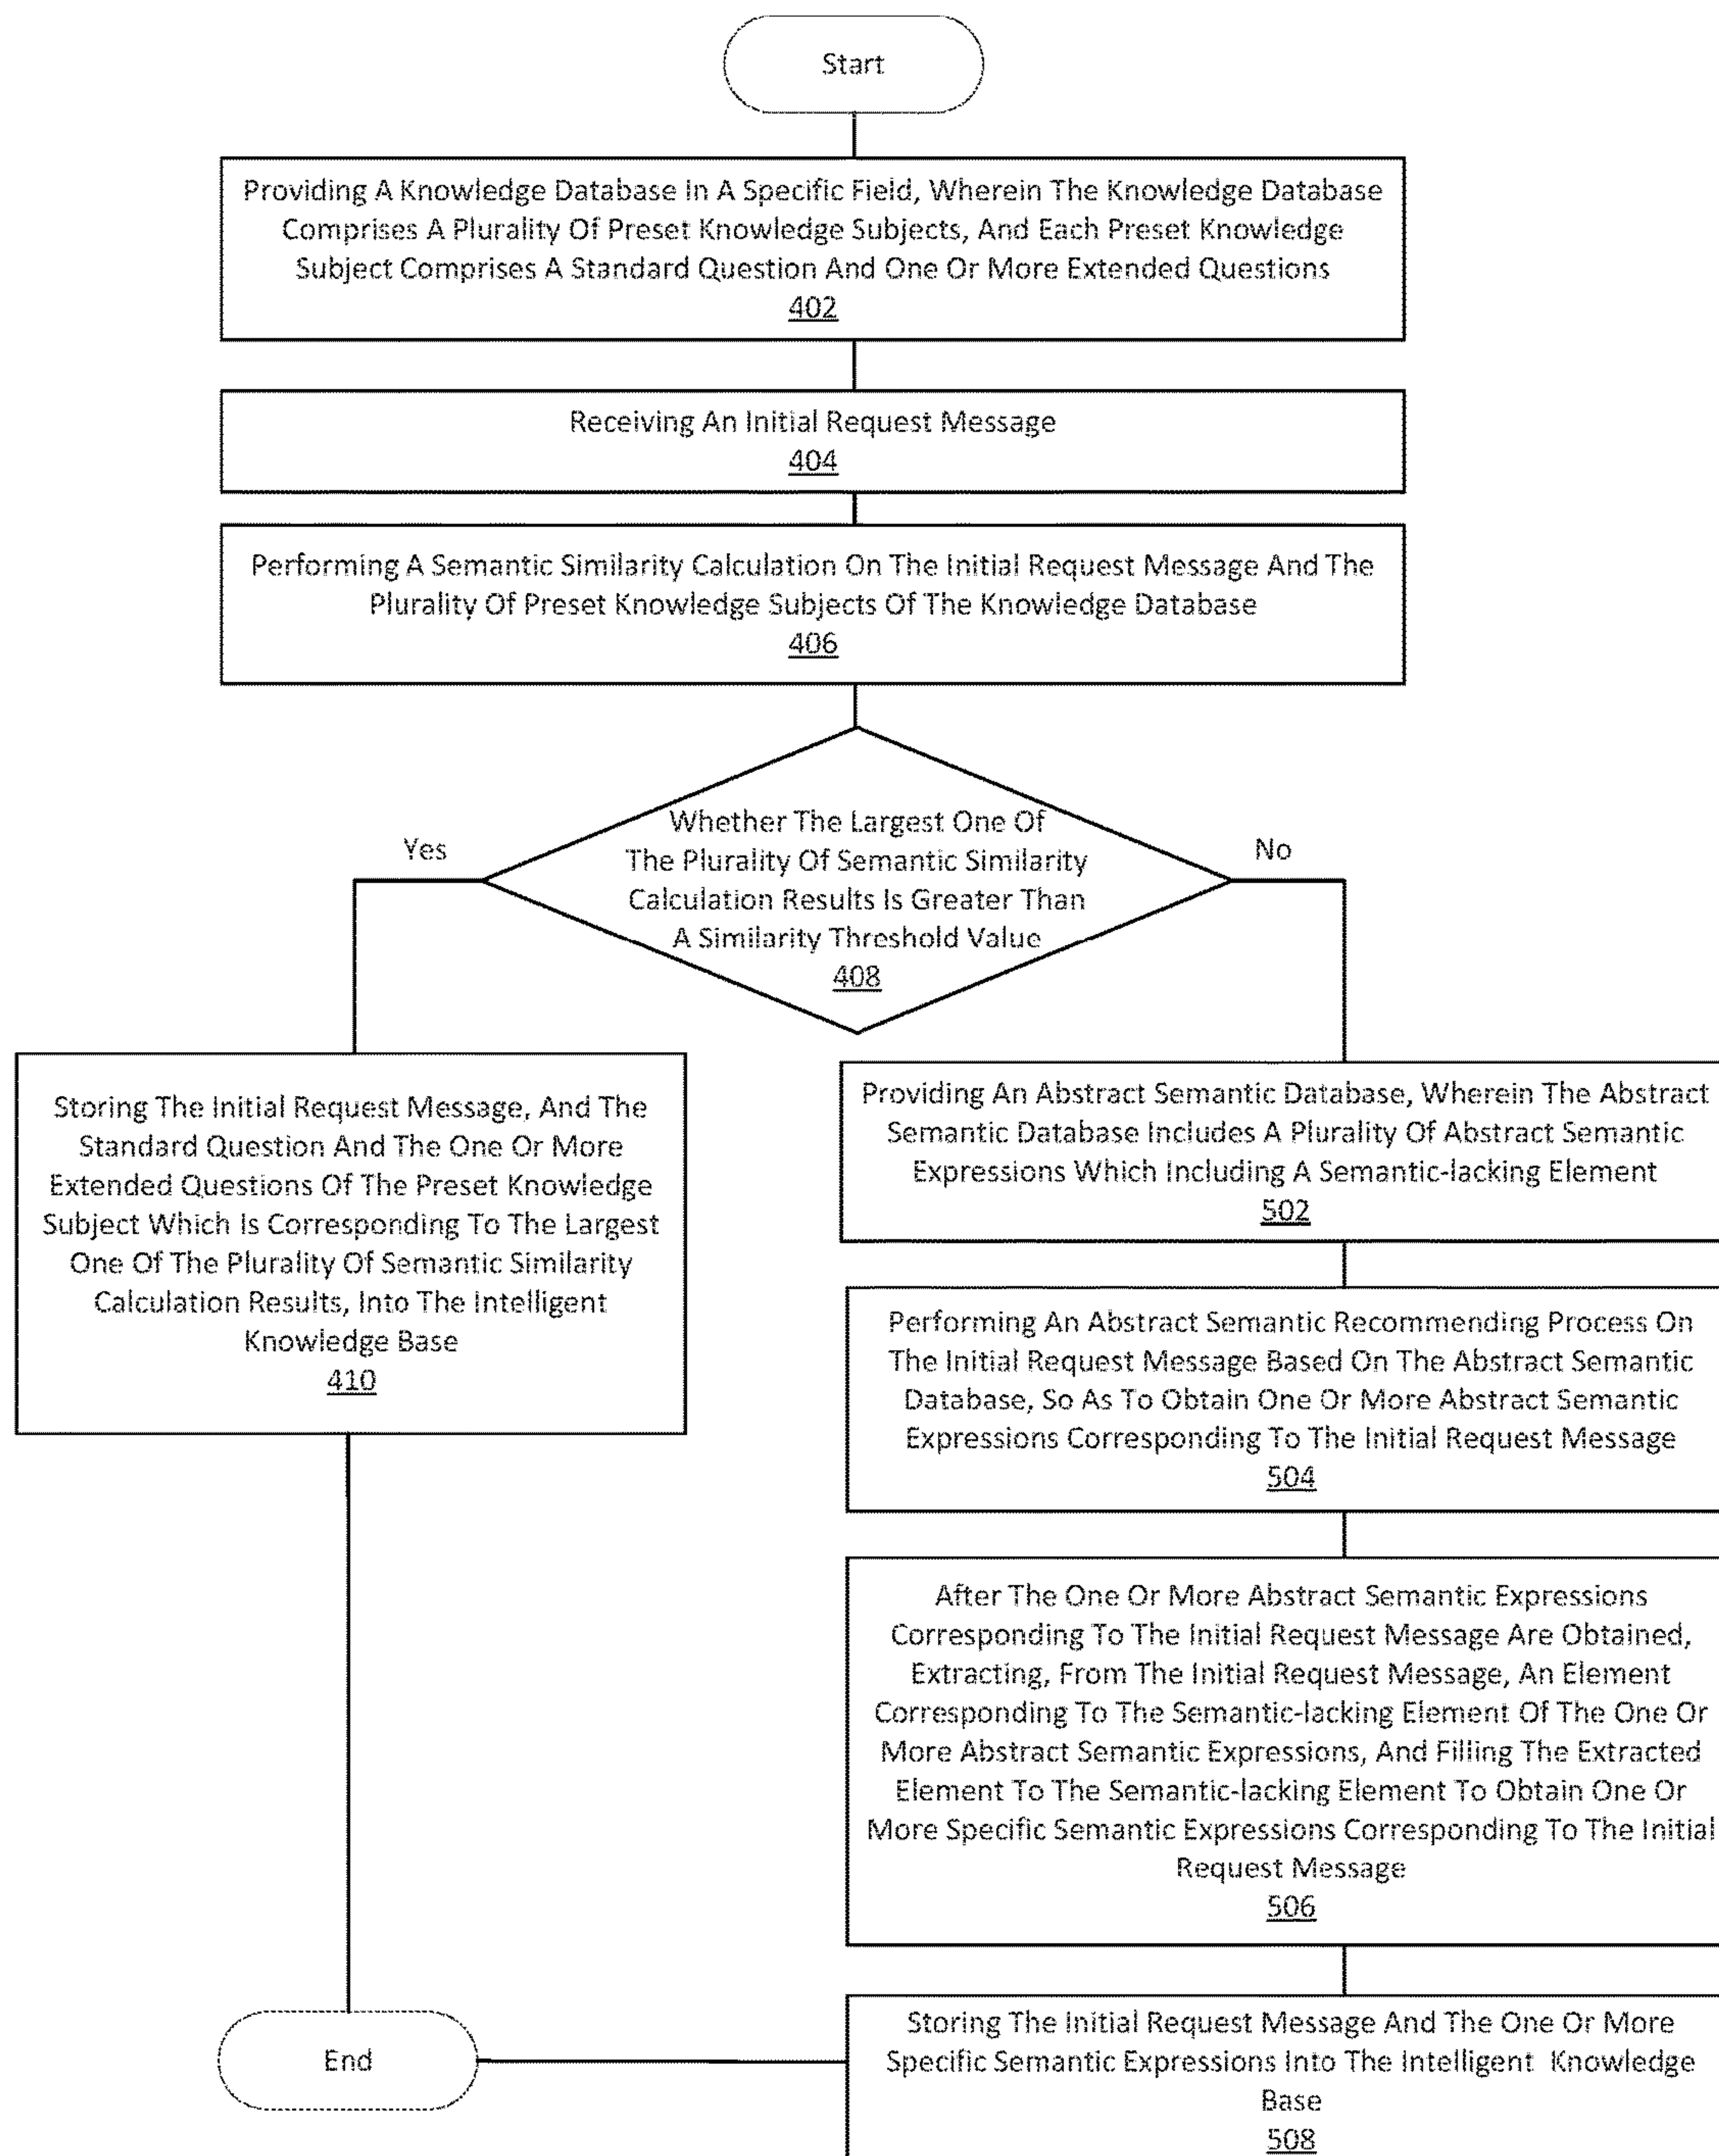 Start
Providing A Knowledge Database In A Specific Field, Wherein The Knowledge Database
Comprises A Plurality Of Preset Knowledge Subjects, And Each Preset Knowledge
Subject Comprises A Standard Question And One Or More Extended Questions
402
Receiving An Initial Request Message
404
Performing A Semantic Similarity Calculation On The Initial Request Message And The
Plurality Of Preset Knowledge Subjects Of The Knowledge Database
406
Whether The Largest One Of
The Plurality Of Semantic Similarity
Calculation Results Is Greater Than
A Similarity Threshold Value
408
Yes
No
Storing The Initial Request Message, And The
Standard Question And The One Or More
Extended Questions Of The Preset Knowledge
Subject Which Is Corresponding To The Largest
One Of The Plurality Of Semantic Similarity
Calculation Results, Into The Intelligent
Knowledge Base
410
Providing An Abstract Semantic Database, Wherein The Abstract
Semantic Database Includes A Plurality Of Abstract Semantic
Expressions Which Including A Semantic-lacking Element
502
Performing An Abstract Semantic Recommending Process On
The Initial Request Message Based On The Abstract Semantic
Database, So As To Obtain One Or More Abstract Semantic
Expressions Corresponding To The Initial Request Message
504
After The One Or More Abstract Semantic Expressions
Corresponding To The Initial Request Message Are Obtained,
Extracting, From The Initial Request Message, An Element
Corresponding To The Semantic-lacking Element Of The One Or
More Abstract Semantic Expressions, And Filling The Extracted
Element To The Semantic-lacking Element To Obtain One Or
More Specific Semantic Expressions Corresponding To The Initial
Request Message
506
Storing The Initial Request Message And The One Or More
Specific Semantic Expressions Into The Intelligent Knowledge
Base
508
End